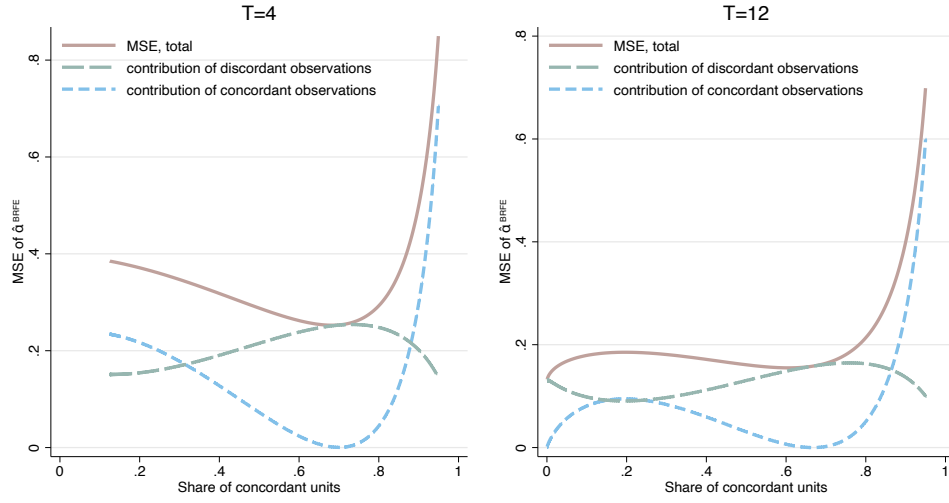 T=4
MSE, total
contribution of discordant observations
contribution of concordant observations
MSE of α̂ BRFE
.8
.6
.4
.2
0
0 .2 .4 .6 .8 1
Share of concordant units
T=12
MSE, total
contribution of discordant observations
contribution of concordant observations
MSE of α̂ BRFE
.8
.6
.4
.2
0
0 .2 .4 .6 .8 1
Share of concordant units